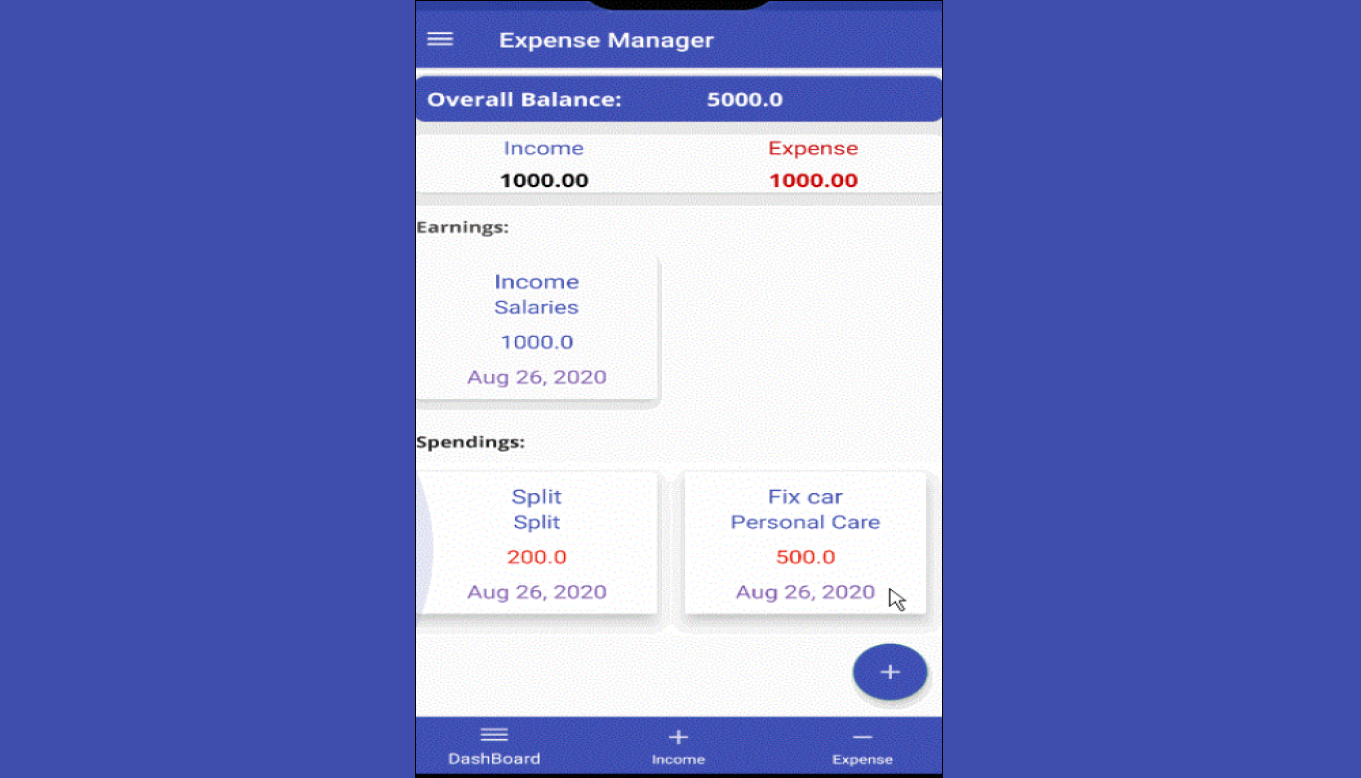 Expense Manager
Overall Balance: 5000.0
Income Expense
1000.00 1000.00
Earnings:
Income
Salaries
1000.0
Aug 26, 2020
Spendings:
Split
Split
200.0
Aug 26, 2020
Fix car
Personal Care
500.0
Aug 26, 2020
DashBoard Income Expense